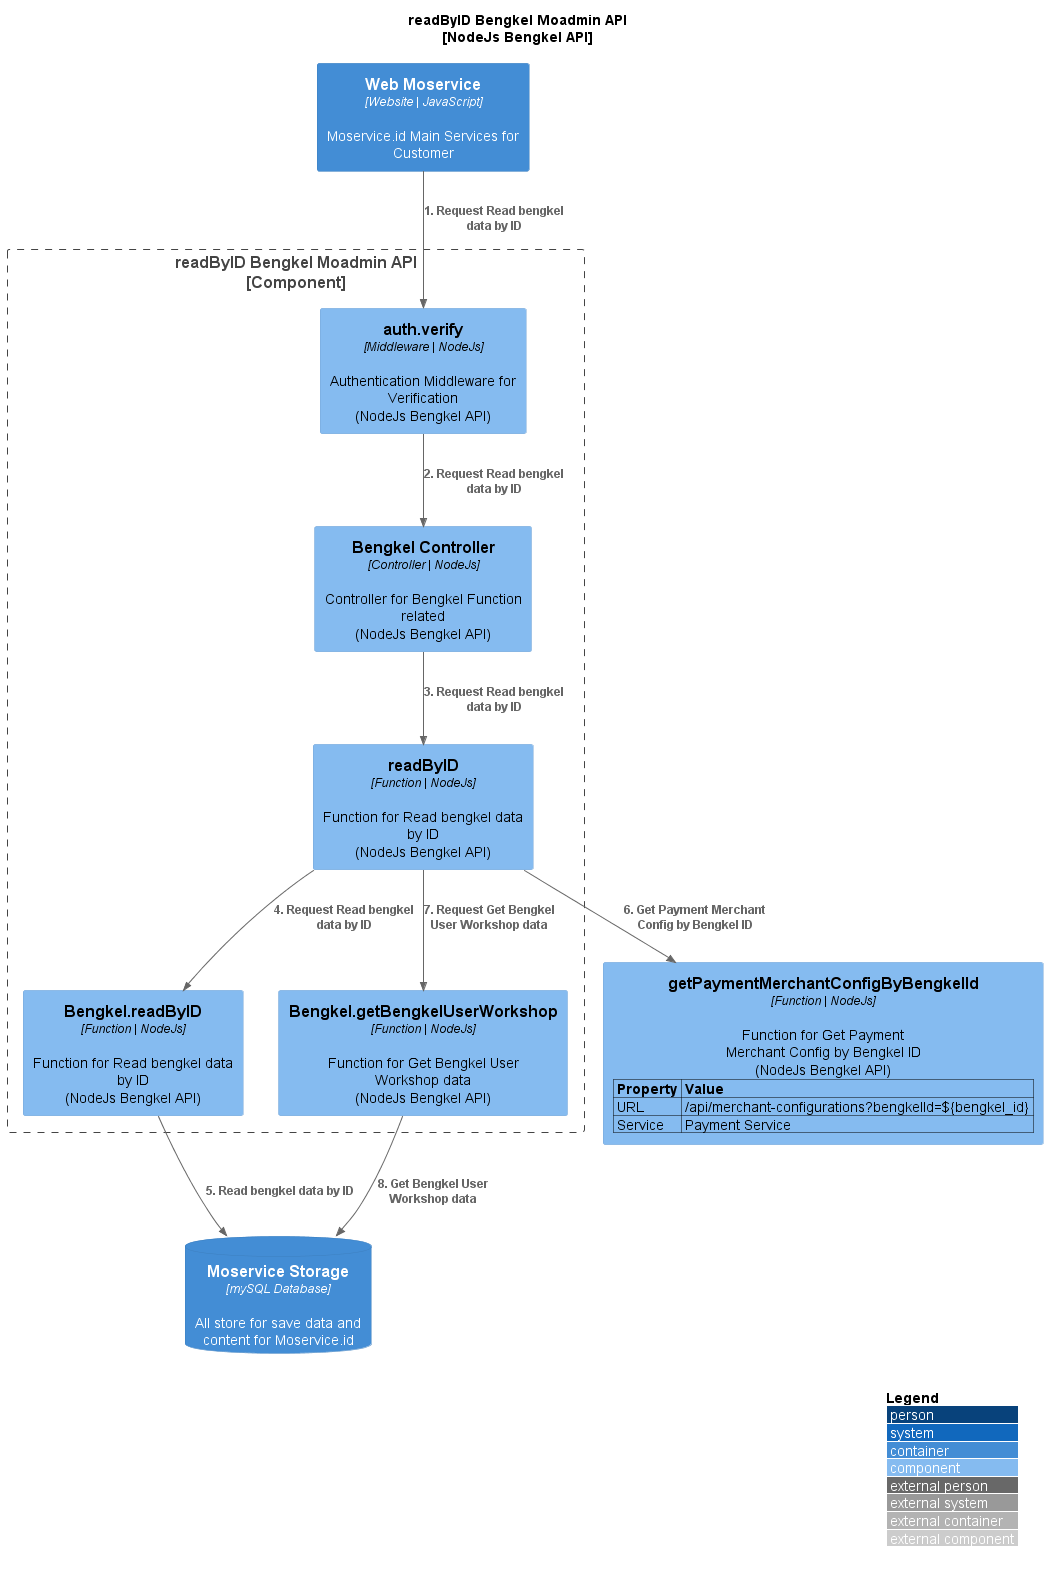 readByID Bengkel Moadmin API
[NodeJs Bengkel API]
Web Moservice
[Website | JavaScript]
Moservice.id Main Services for
Customer
1. Request Read bengkel
data by ID
readByID Bengkel Moadmin API
[Component]
auth.verify
[Middleware | NodeJs]
Authentication Middleware for
Verification
(NodeJs Bengkel API)
2. Request Read bengkel
data by ID
Bengkel Controller
[Controller | NodeJs]
Controller for Bengkel Function
related
(NodeJs Bengkel API)
3. Request Read bengkel
data by ID
readByID
[Function | NodeJs]
Function for Read bengkel data
by ID
(NodeJs Bengkel API)
4. Request Read bengkel
data by ID
7. Request Get Bengkel
User Workshop data
6. Get Payment Merchant
Config by Bengkel ID
Bengkel.readByID
[Function | NodeJs]
Function for Read bengkel data
by ID
(NodeJs Bengkel API)
Bengkel.getBengkelUserWorkshop
[Function | NodeJs]
Function for Get Bengkel User
Workshop data
(NodeJs Bengkel API)
getPaymentMerchantConfigByBengkelId
[Function | NodeJs]
Function for Get Payment
Merchant Config by Bengkel ID
(NodeJs Bengkel API)
Property Value
URL /api/merchant-configurations?bengkelId=${bengkel_id}
Service Payment Service
5. Read bengkel data by ID
8. Get Bengkel User
Workshop data
Moservice Storage
[mySQL Database]
All store for save data and
content for Moservice.id
Legend
person
system
container
component
external person
external system
external container
external component